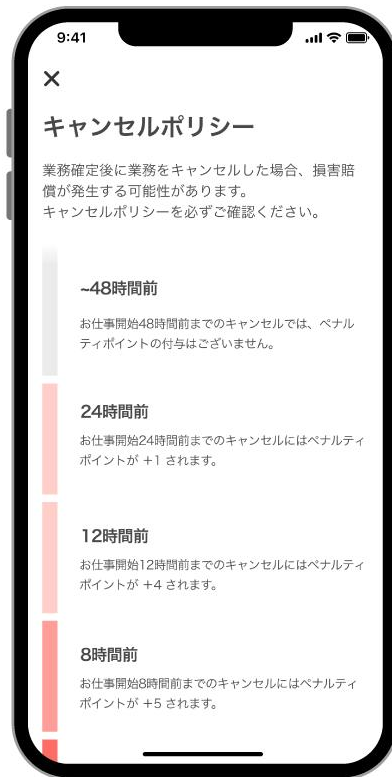 9:41
キャンセルポリシー
業務確定後に業務をキャンセルした場合、損害賠
償が発生する可能性があります。
キャンセルポリシーを必ずご確認ください。
~48時間前
お仕事開始48時間前までのキャンセルでは、ペナル
ティポイントの付与はございません。
24時間前
お仕事開始24時間前までのキャンセルにはペナルティ
ポイントが +1 されます。
12時間前
お仕事開始12時間前までのキャンセルにはペナルティ
ポイントが +4 されます。
8時間前
お仕事開始8時間前までのキャンセルにはペナルティ
ポイントが +5 されます。